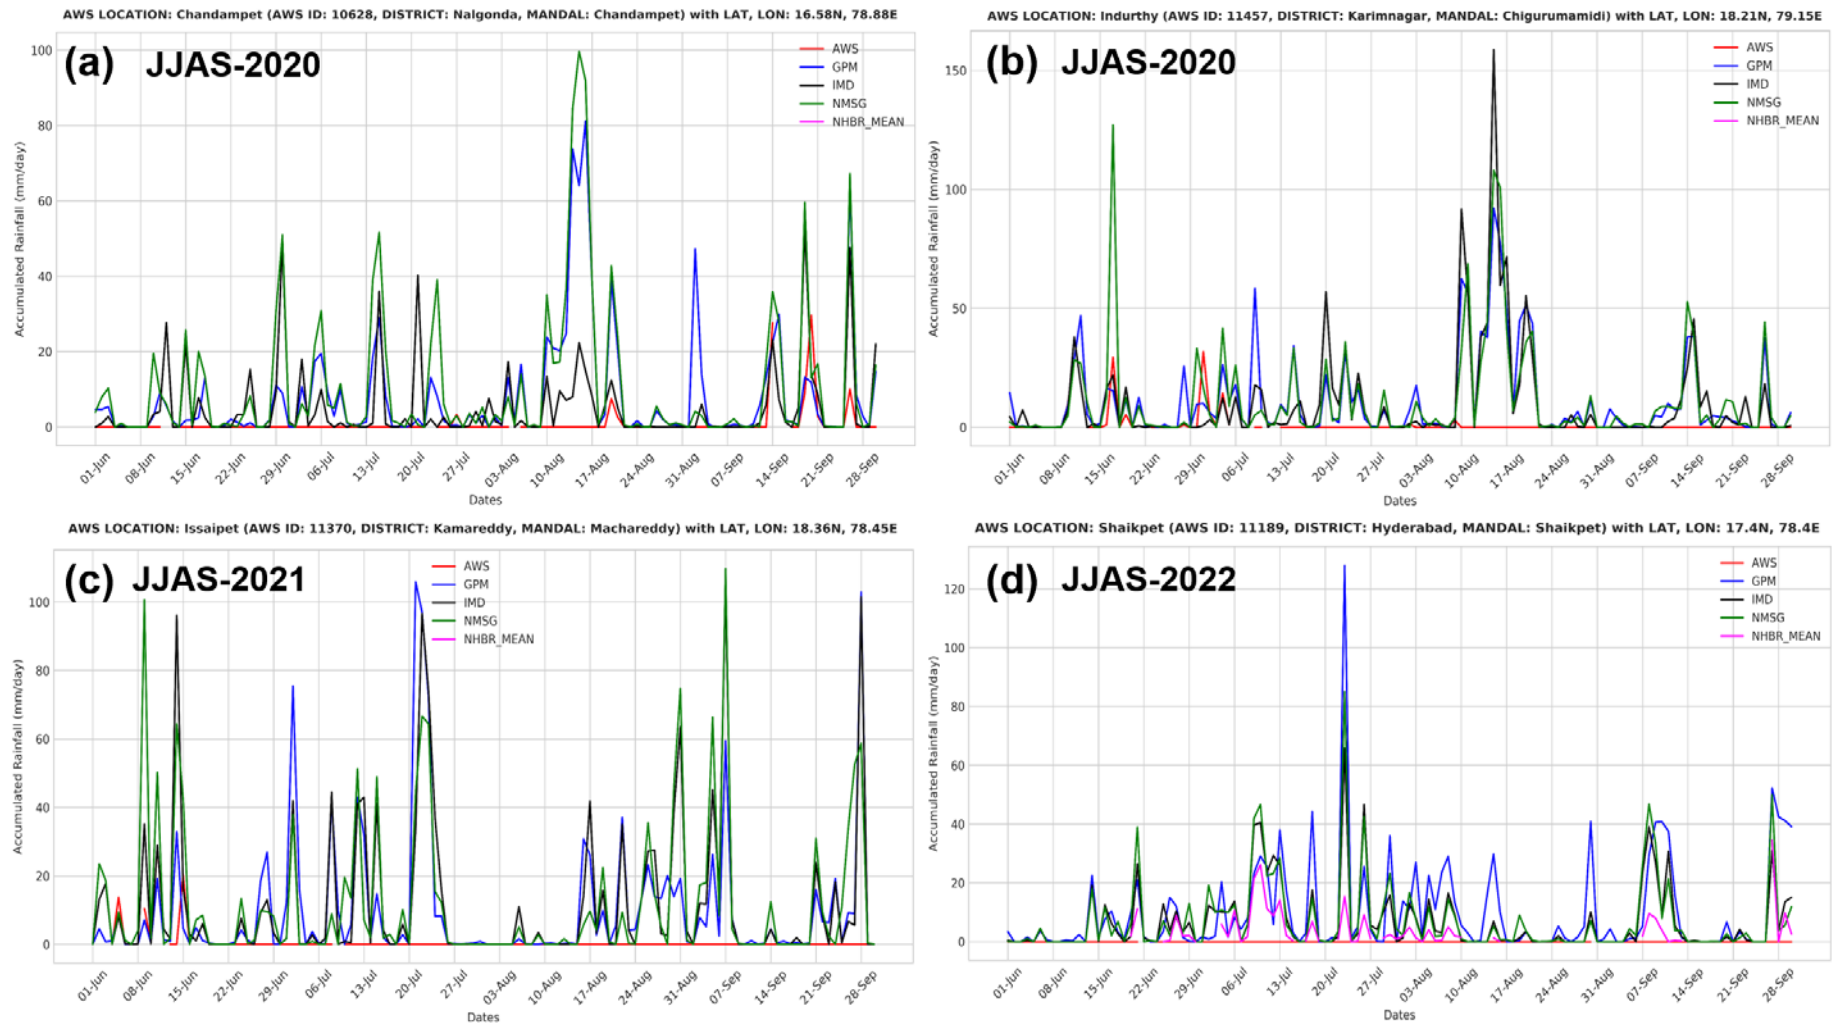 AWS LOCATION: Chandampet (AWS ID: 10628, DISTRICT: Nalgonda, MANDAL: Chandampet) with LAT, LON: 16.58N, 78.88E
(a) JJAS-2020
AWS
GPM
IMD
NMSG
NHBR_MEAN
Accumulated Rainfall (mm/day)
100
80
60
40
20
0
01-Jun 08-Jun 15-Jun 22-Jun 29-Jun 06-Jul 13-Jul 20-Jul 27-Jul 03-Aug 10-Aug 17-Aug 24-Aug 31-Aug 07-Sep 14-Sep 21-Sep 28-Sep
Dates
AWS LOCATION: Indurthy (AWS ID: 11457, DISTRICT: Karimnagar, MANDAL: Chigurumamidi) with LAT, LON: 18.21N, 79.15E
(b) JJAS-2020
AWS
GPM
IMD
NMSG
NHBR_MEAN
Accumulated Rainfall (mm/day)
150
100
50
0
01-Jun 08-Jun 15-Jun 22-Jun 29-Jun 06-Jul 13-Jul 20-Jul 27-Jul 03-Aug 10-Aug 17-Aug 24-Aug 31-Aug 07-Sep 14-Sep 21-Sep 28-Sep
Dates
AWS LOCATION: Issaipet (AWS ID: 11370, DISTRICT: Kamareddy, MANDAL: Machareddy) with LAT, LON: 18.36N, 78.45E
(c) JJAS-2021
AWS
GPM
IMD
NMSG
NHBR_MEAN
Accumulated Rainfall (mm/day)
100
80
60
40
20
0
01-Jun 08-Jun 15-Jun 22-Jun 29-Jun 06-Jul 13-Jul 20-Jul 27-Jul 03-Aug 10-Aug 17-Aug 24-Aug 31-Aug 07-Sep 14-Sep 21-Sep 28-Sep
Dates
AWS LOCATION: Shaikpet (AWS ID: 11189, DISTRICT: Hyderabad, MANDAL: Shaikpet) with LAT, LON: 17.4N, 78.4E
(d) JJAS-2022
AWS
GPM
IMD
NMSG
NHBR_MEAN
Accumulated Rainfall (mm/day)
120
100
80
60
40
20
0
01-Jun 08-Jun 15-Jun 22-Jun 29-Jun 06-Jul 13-Jul 20-Jul 27-Jul 03-Aug 10-Aug 17-Aug 24-Aug 31-Aug 07-Sep 14-Sep 21-Sep 28-Sep
Dates